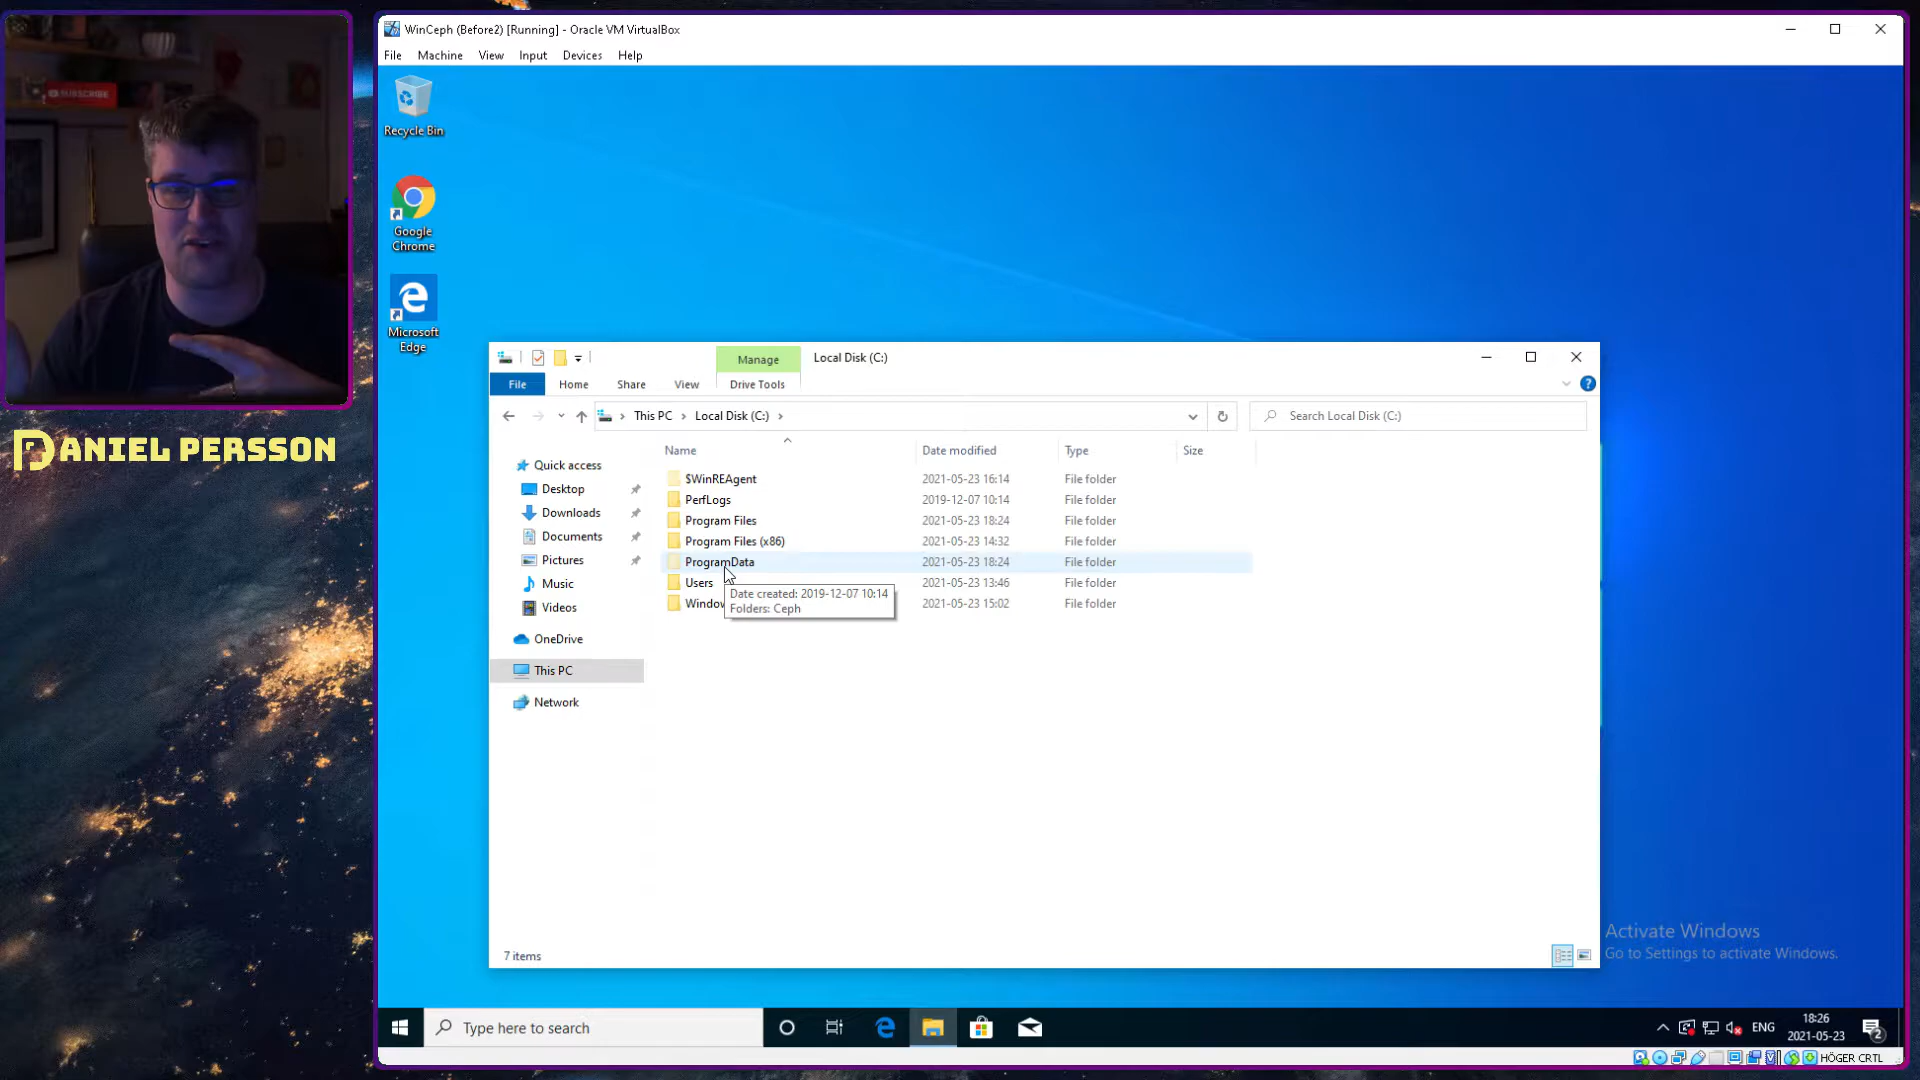 SUBSCRIBE
DANIEL PERSSON
WinCeph (Before2) [Running] - Oracle VM VirtualBox
File Machine View Input Devices Help
Recycle Bin
Google
Chrome
Microsoft
Edge
Manage
Local Disk (C:)
File Home Share View Drive Tools
This PC
Local Disk (C:)
Search Local Disk (C:)
Name Date modified Type Size
$WinREAgent 2021-05-23 16:14 File folder
PerfLogs 2019-12-07 10:14 File folder
Program Files 2021-05-23 18:24 File folder
Program Files (x86) 2021-05-23 14:32 File folder
ProgramData 2021-05-23 18:24 File folder
Users 2021-05-23 13:46 File folder
Window 2021-05-23 15:02 File folder
Date created: 2019-12-07 10:14
Folders: Ceph
Quick access
Desktop
Downloads
Documents
Pictures
Music
Videos
OneDrive
This PC
Network
7 items
Activate Windows
Go to Settings to activate Windows.
Type here to search
ENG
18:26
2021-05-23
2
HÖGER CRTL